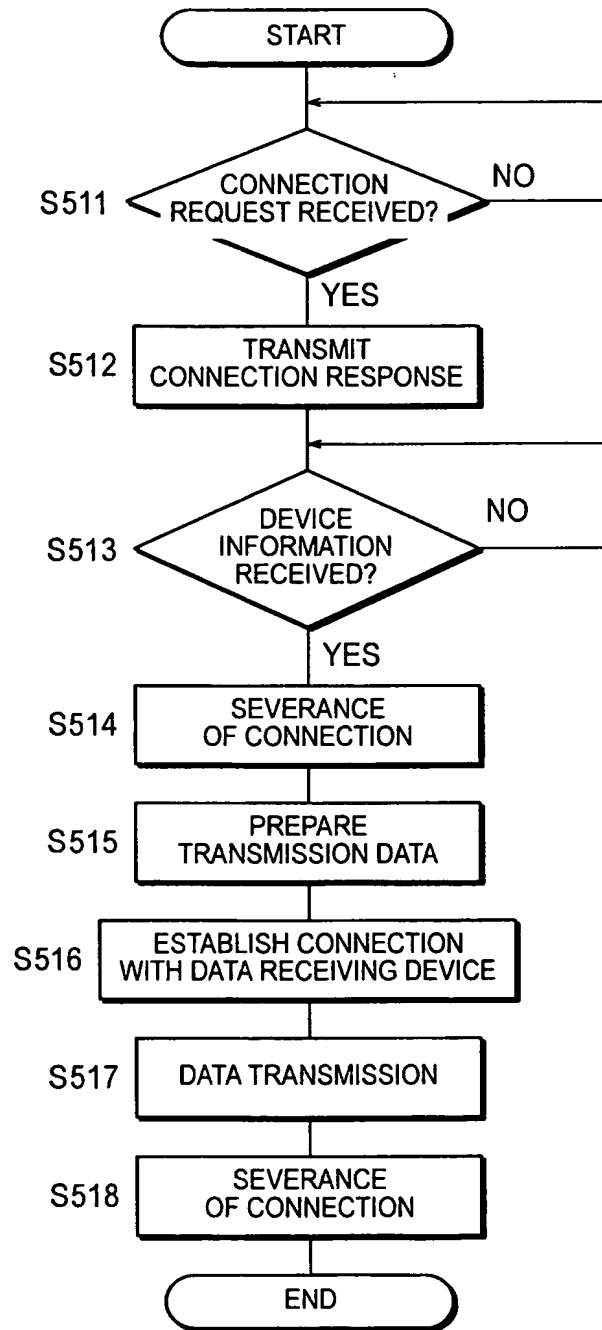 START
S511
CONNECTION
REQUEST RECEIVED?
NO
YES
S512
TRANSMIT
CONNECTION RESPONSE
S513
DEVICE
INFORMATION
RECEIVED?
NO
YES
S514
SEVERANCE
OF CONNECTION
S515
PREPARE
TRANSMISSION DATA
S516
ESTABLISH CONNECTION
WITH DATA RECEIVING DEVICE
S517
DATA TRANSMISSION
S518
SEVERANCE
OF CONNECTION
END